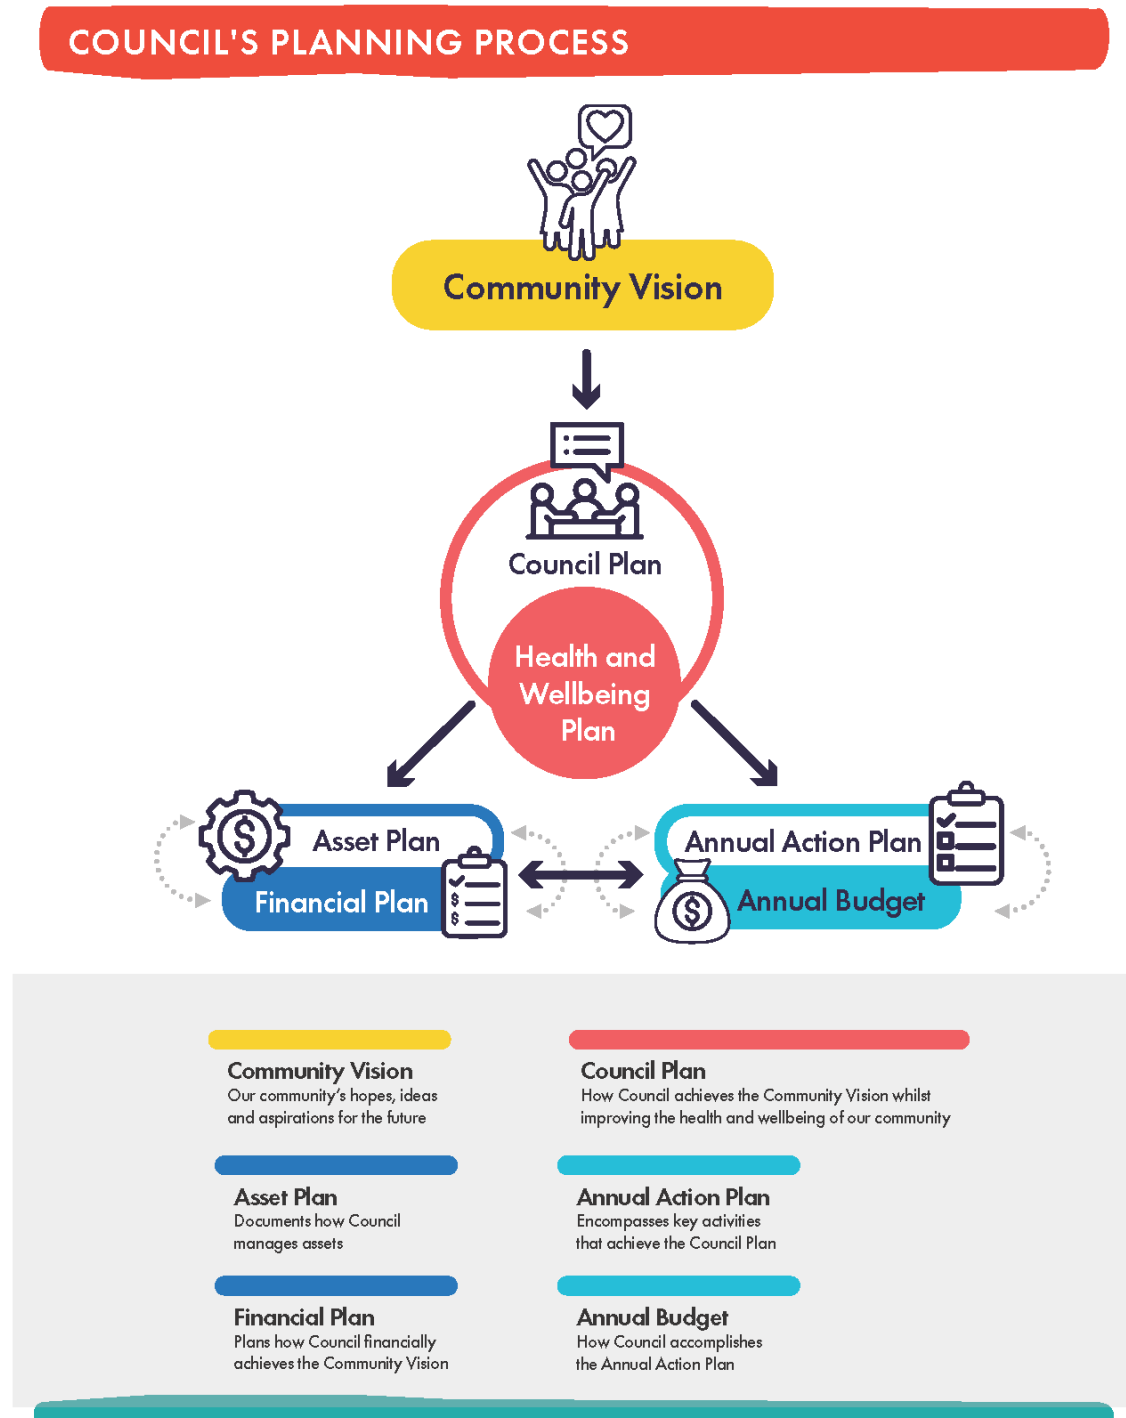 COUNCIL'S PLANNING PROCESS
Community Vision
Council Plan
Health and
Wellbeing
Plan
Asset Plan
Financial Plan
$
$
$
Annual Action Plan
Annual Budget
$
Community Vision
Our community's hopes, ideas
and aspirations for the future
Council Plan
How Council achieves the Community Vision whilst
improving the health and wellbeing of our community
Asset Plan
Documents how Council
manages assets
Annual Action Plan
Encompasses key activities
that achieve the Council Plan
Financial Plan
Plans how Council financially
achieves the Community Vision
Annual Budget
How Council accomplishes
the Annual Action Plan